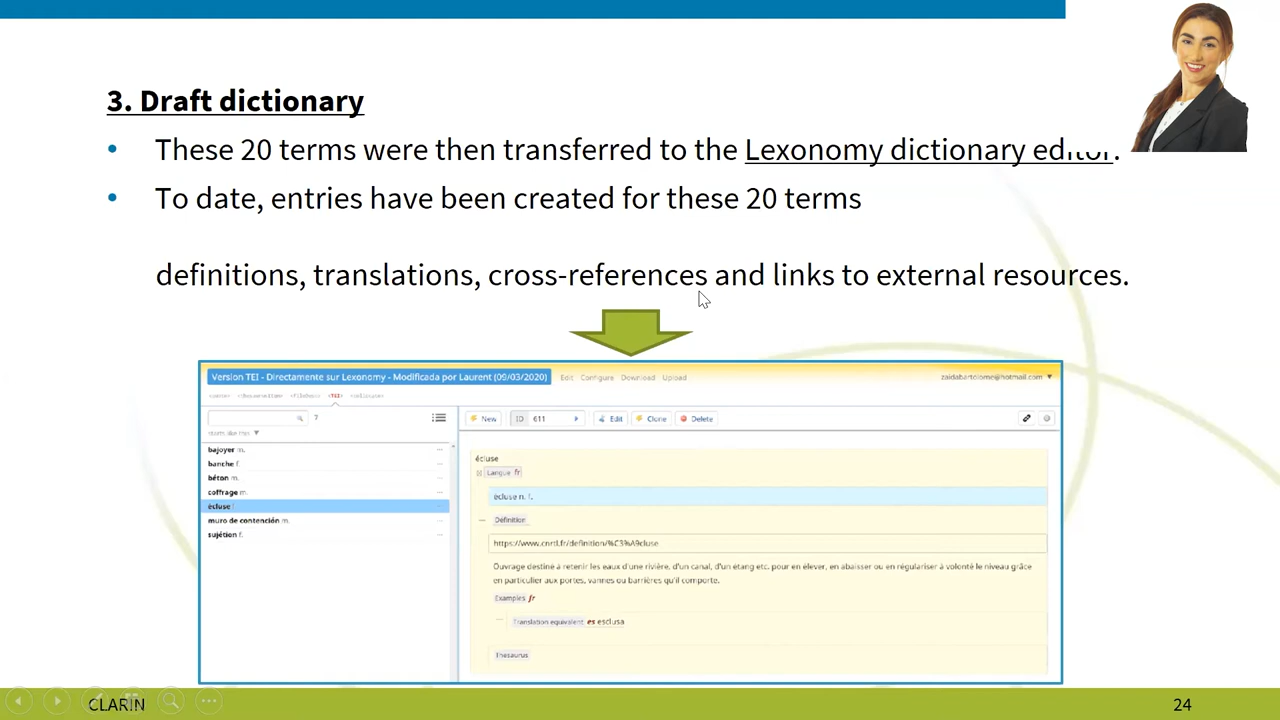 3. Draft dictionary
• These 20 terms were then transferred to the Lexonomy dictionary editor.
• To date, entries have been created for these 20 terms
definitions, translations, cross-references and links to external resources.
Version TEI - Directamente sur Lexonomy - Modificada por Laurent (09/03/2020)
Edit Configure Download Upload
zaidabartolome@hotmail.com
<TEI>
?
New ID 611 Edit Clone Delete
bajoyer m.
banche f.
béton m.
coffrage m.
écluse f.
muro de contención m.
sujétion f.
écluse
Langue fr
écluse n. f.
Définition
https://www.cnrtl.fr/definition/%C3%A9cluse
Ouvrage destiné à retenir les eaux d'une rivière, d'un canal, d'un étang etc. pour en élever, en abaisser ou en régulariser à volonté le niveau grâce
en particulier aux portes, vannes ou barrières qu'il comporte.
Examples fr
Translation equivalent es esclusa
Thesaurus
CLARIN
24